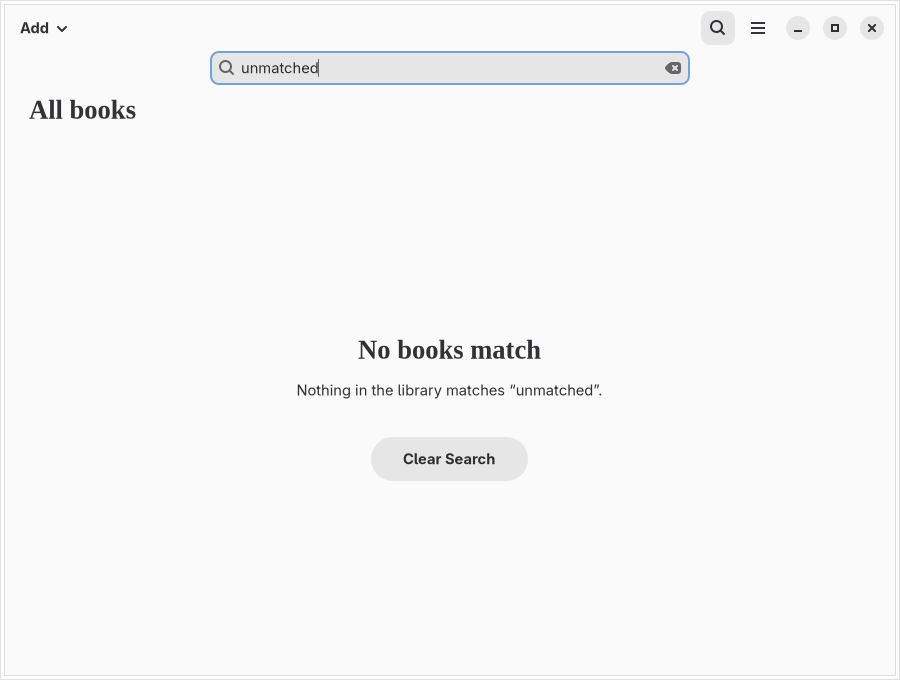 Add
unmatched
All books
No books match
Nothing in the library matches “unmatched”.
Clear Search